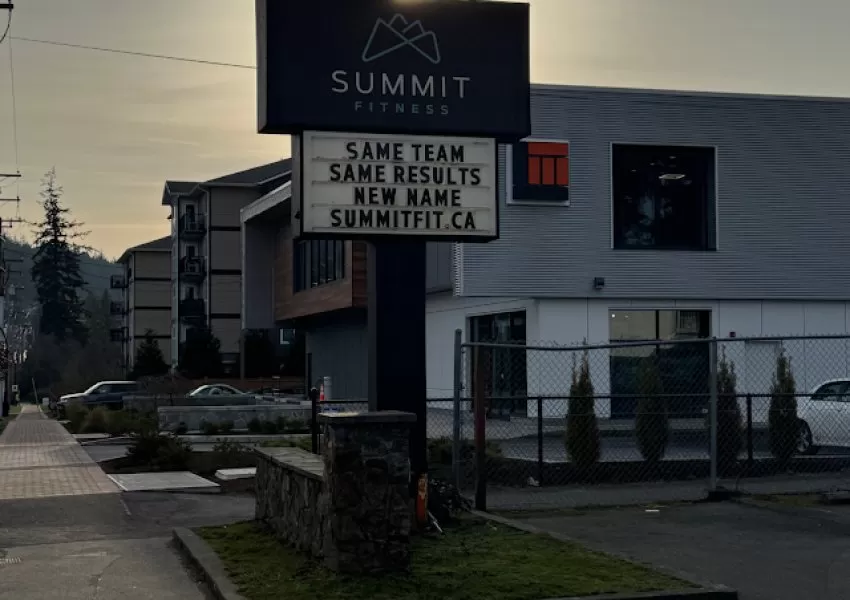 SUMMIT
FITNESS
SAME TEAM
SAME RESULTS
NEW NAME
SUMMITFIT.CA